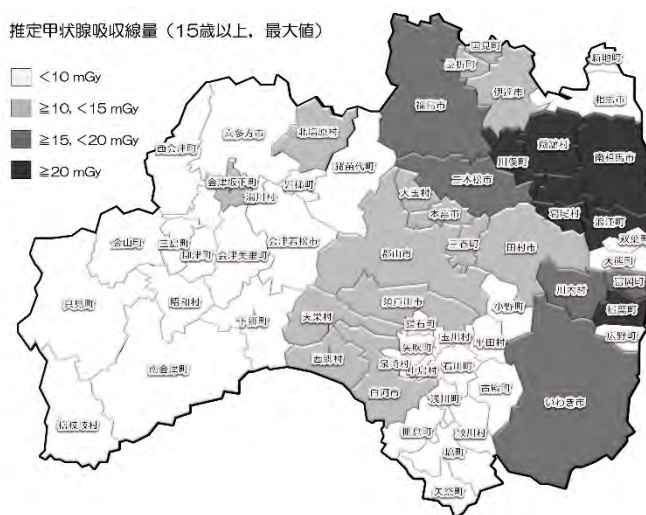 推定甲状腺吸収線量（15歳以上，最大値）
<10 mGy
≧10, <15 mGy
≧15, <20 mGy
≧20 mGy
国見町
桑折町
伊達市
新地町
相馬市
福島市
北塩原村
喜多方市
西会津町
猪苗代町
川俣町
飯舘村
南相馬市
会津坂下町
湯川村
磐梯町
二本松市
大玉村
本宮市
葛尾村
浪江町
双葉町
大熊町
金山町
三島町
柳津町
会津美里町
会津若松市
郡山市
三春町
田村市
富岡町
川内村
楢葉町
広野町
只見町
昭和村
下郷町
須賀川市
小野町
天栄村
鏡石町
玉川村
平田村
矢吹町
西郷村
泉崎村
中島村
石川町
古殿町
いわき市
南会津町
白河市
浅川町
棚倉町
鮫川村
檜枝岐村
塙町
矢祭町